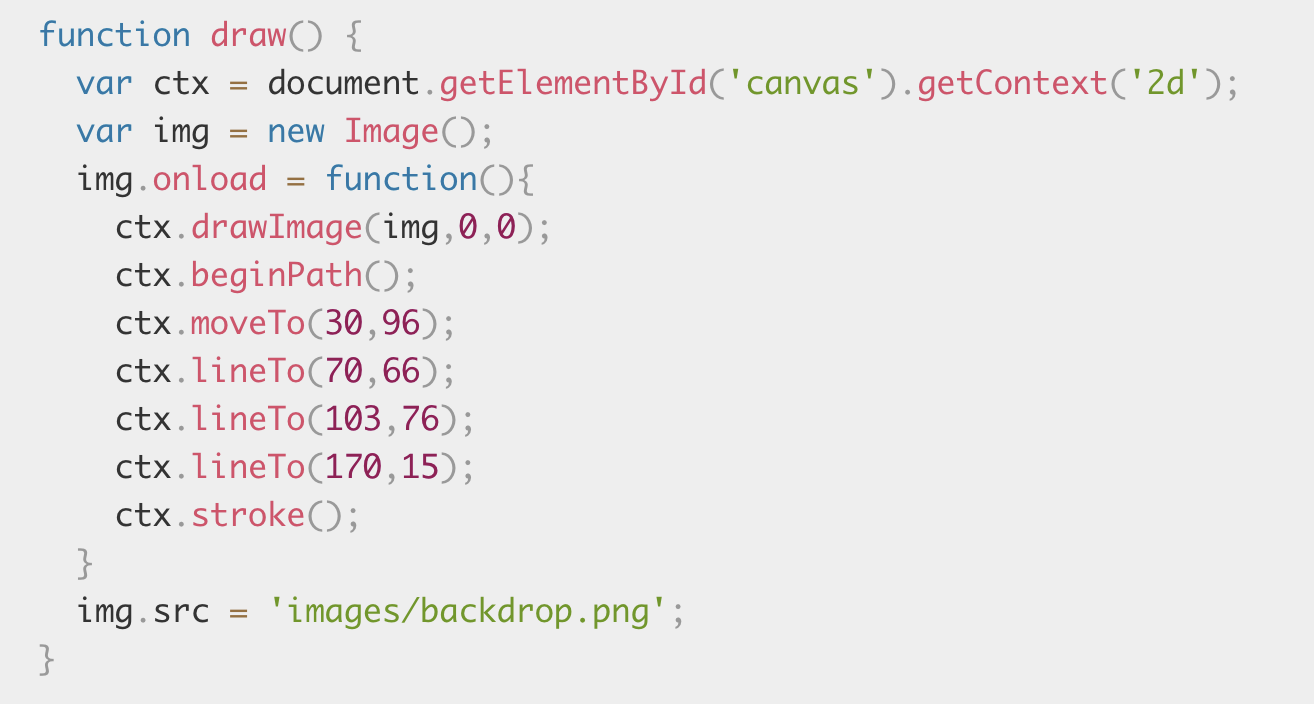 function draw() {
  var ctx = document.getElementById('canvas').getContext('2d');
  var img = new Image();
  img.onload = function(){
    ctx.drawImage(img,0,0);
    ctx.beginPath();
    ctx.moveTo(30,96);
    ctx.lineTo(70,66);
    ctx.lineTo(103,76);
    ctx.lineTo(170,15);
    ctx.stroke();
  }
  img.src = 'images/backdrop.png';
}